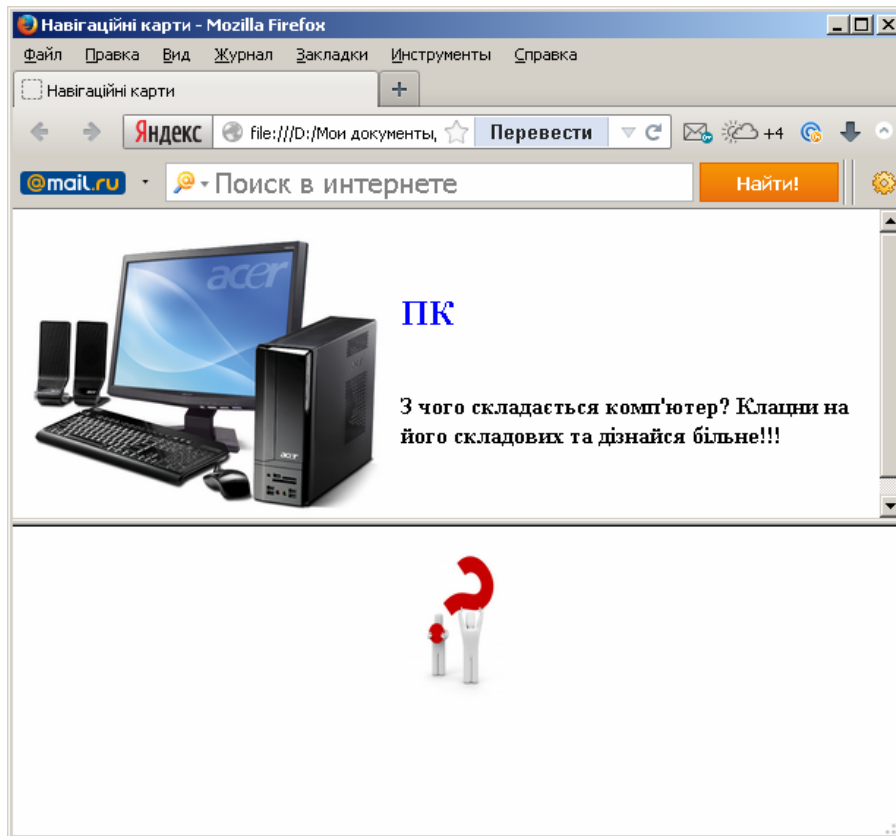 Навігаційні карти - Mozilla Firefox
Файл Правка Вид Журнал Закладки Инструменты Справка
Навігаційні карти +
Яндекс file:///D:/Мои документы, Перевести +4
@mail.ru Поиск в интернете Найти!
acer
ПК
З чого складається комп'ютер? Клацни на
його складових та дізнайся більне!!!
acer